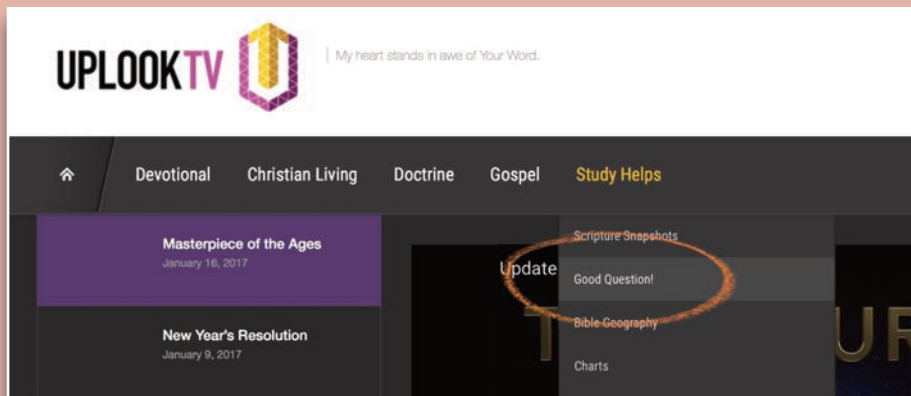 UPLOOKTV
My heart stands in awe of Your Word.
Devotional Christian Living Doctrine Gospel Study Helps
Masterpiece of the Ages
January 16, 2017
New Year's Resolution
January 9, 2017
Update
Scripture Snapshots
Good Question!
Bible Geography
Charts
T
UR